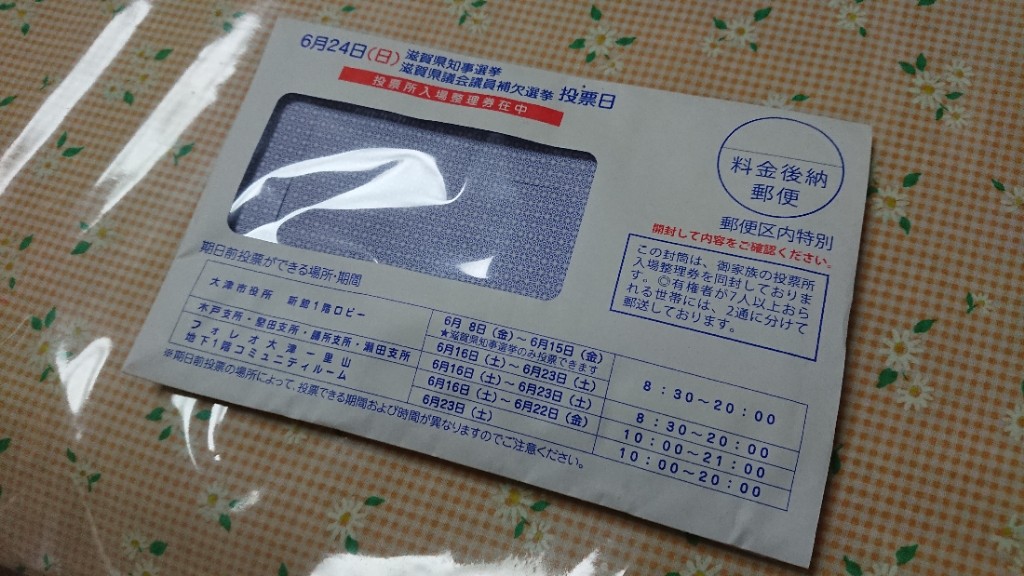 6月24日(日) 滋賀県知事選挙
滋賀県議会議員補欠選挙 投票日
投票所入場整理券在中
料金後納
郵便
郵便区内特別
開封して内容をご確認ください。
この封筒は、御家族の投票所
入場整理券を同封しておりま
す。◎有権者が7人以上おら
れる世帯には、2通に分けて
郵送しております。
期日前投票ができる場所・期間
大津市役所 新館1階ロビー
6月 8日(金)~6月15日(金)
★滋賀県知事選挙のみ投票できます
6月16日(土)~6月23日(土)
8:30~20:00
木戸支所・堅田支所・膳所支所・瀬田支所
6月16日(土)~6月23日(土)
8:30~20:00
フォレオ大津一里山
地下1階コミュニティルーム
6月16日(土)~6月22日(金)
10:00~21:00
6月23日(土)
10:00~20:00
※期日前投票の場所によって、投票できる期間および時間が異なりますのでご注意ください。